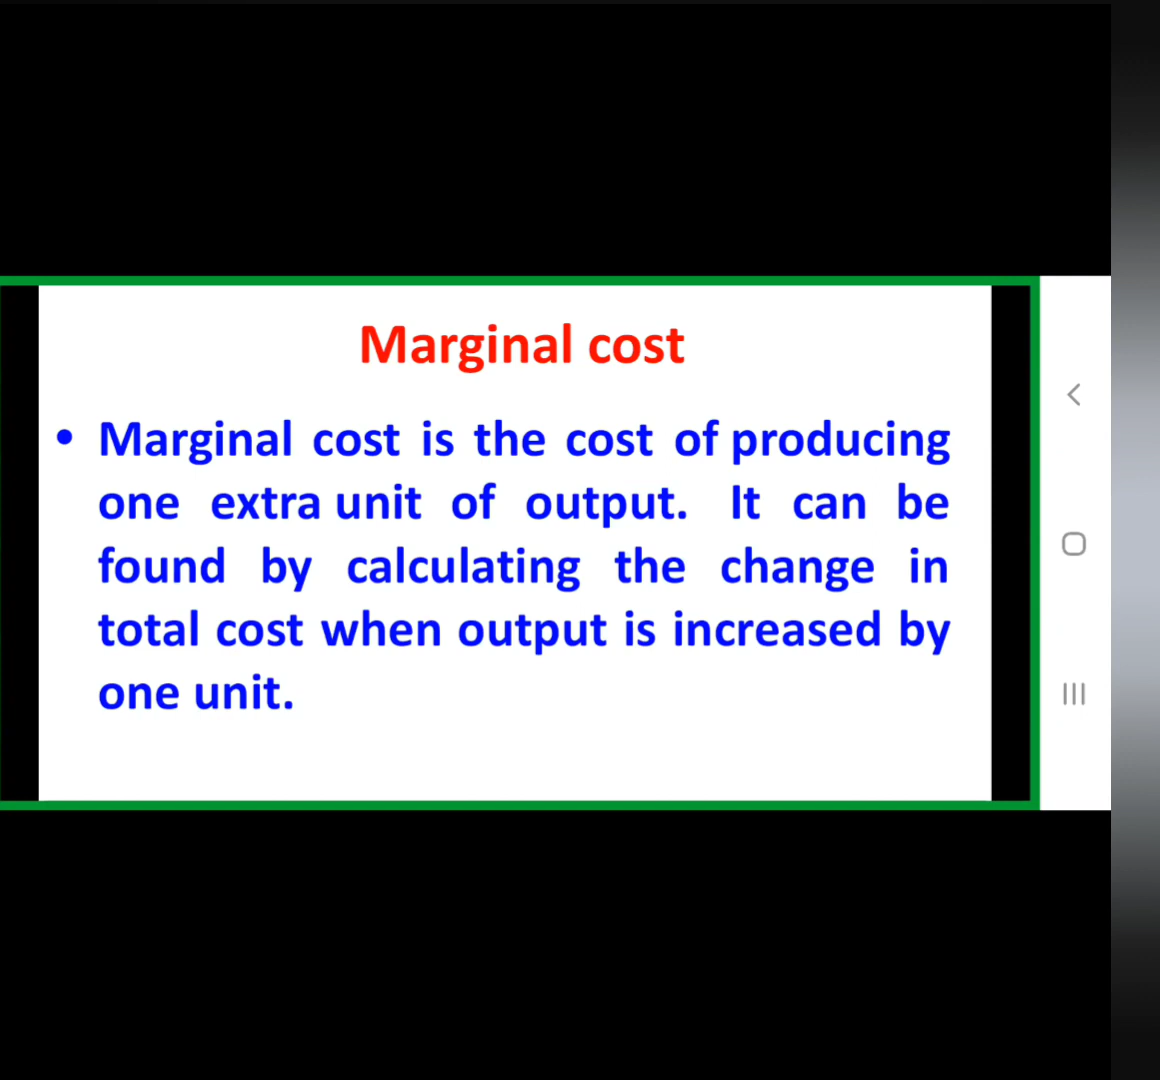 Marginal cost
• Marginal cost is the cost of producing
one extra unit of output. It can be
found by calculating the change in
total cost when output is increased by
one unit.